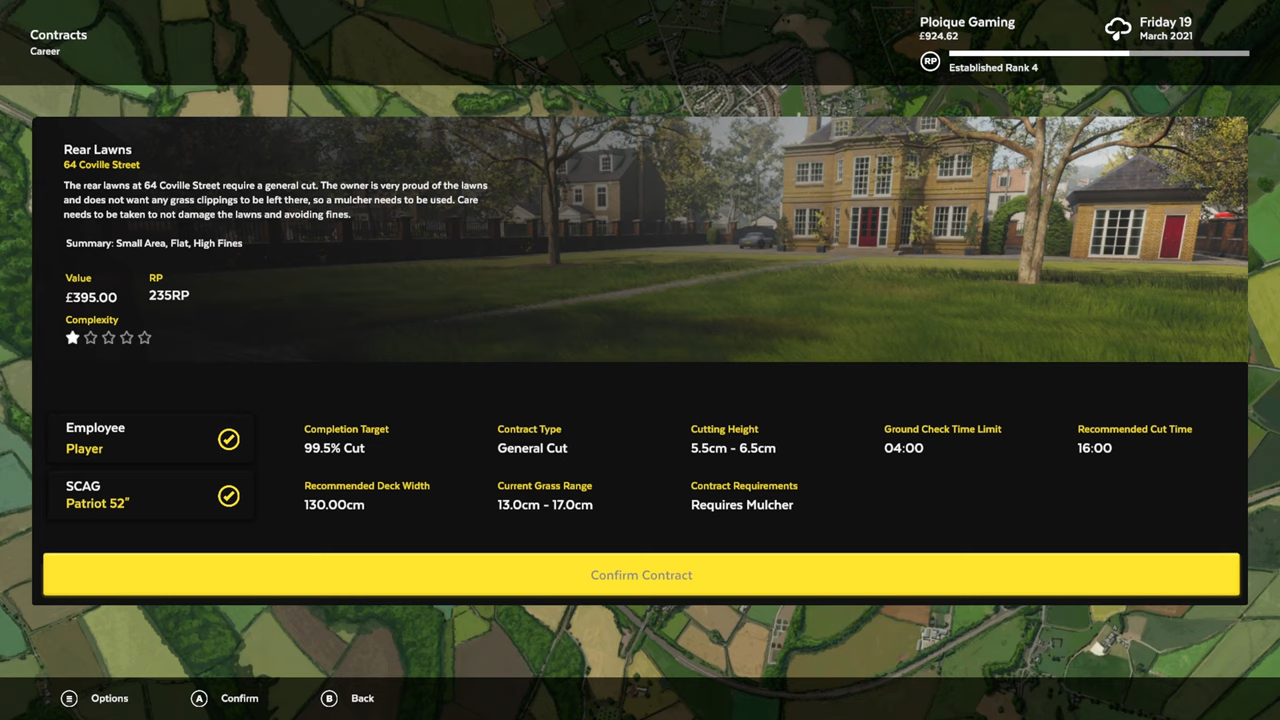 Contracts
Career
Ploique Gaming
£924.62
Friday 19
March 2021
RP
Established Rank 4
Rear Lawns
64 Coville Street
The rear lawns at 64 Coville Street require a general cut. The owner is very proud of the lawns
and does not want any grass clippings to be left there, so a mulcher needs to be used. Care
needs to be taken to not damage the lawns and avoiding fines.
Summary: Small Area, Flat, High Fines
Value
RP
£395.00
235RP
Complexity
Employee
Player
SCAG
Patriot 52"
Completion Target
99.5% Cut
Contract Type
General Cut
Cutting Height
5.5cm - 6.5cm
Ground Check Time Limit
04:00
Recommended Cut Time
16:00
Recommended Deck Width
130.00cm
Current Grass Range
13.0cm - 17.0cm
Contract Requirements
Requires Mulcher
Confirm Contract
Options
A Confirm
B Back